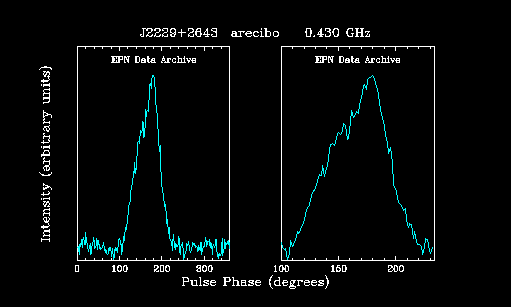 J2229+2643 arecibo 0.430 GHz
EPN Data Archive
EPN Data Archive
Intensity (arbitrary units)
0 100 200 300
100 150 200
Pulse Phase (degrees)